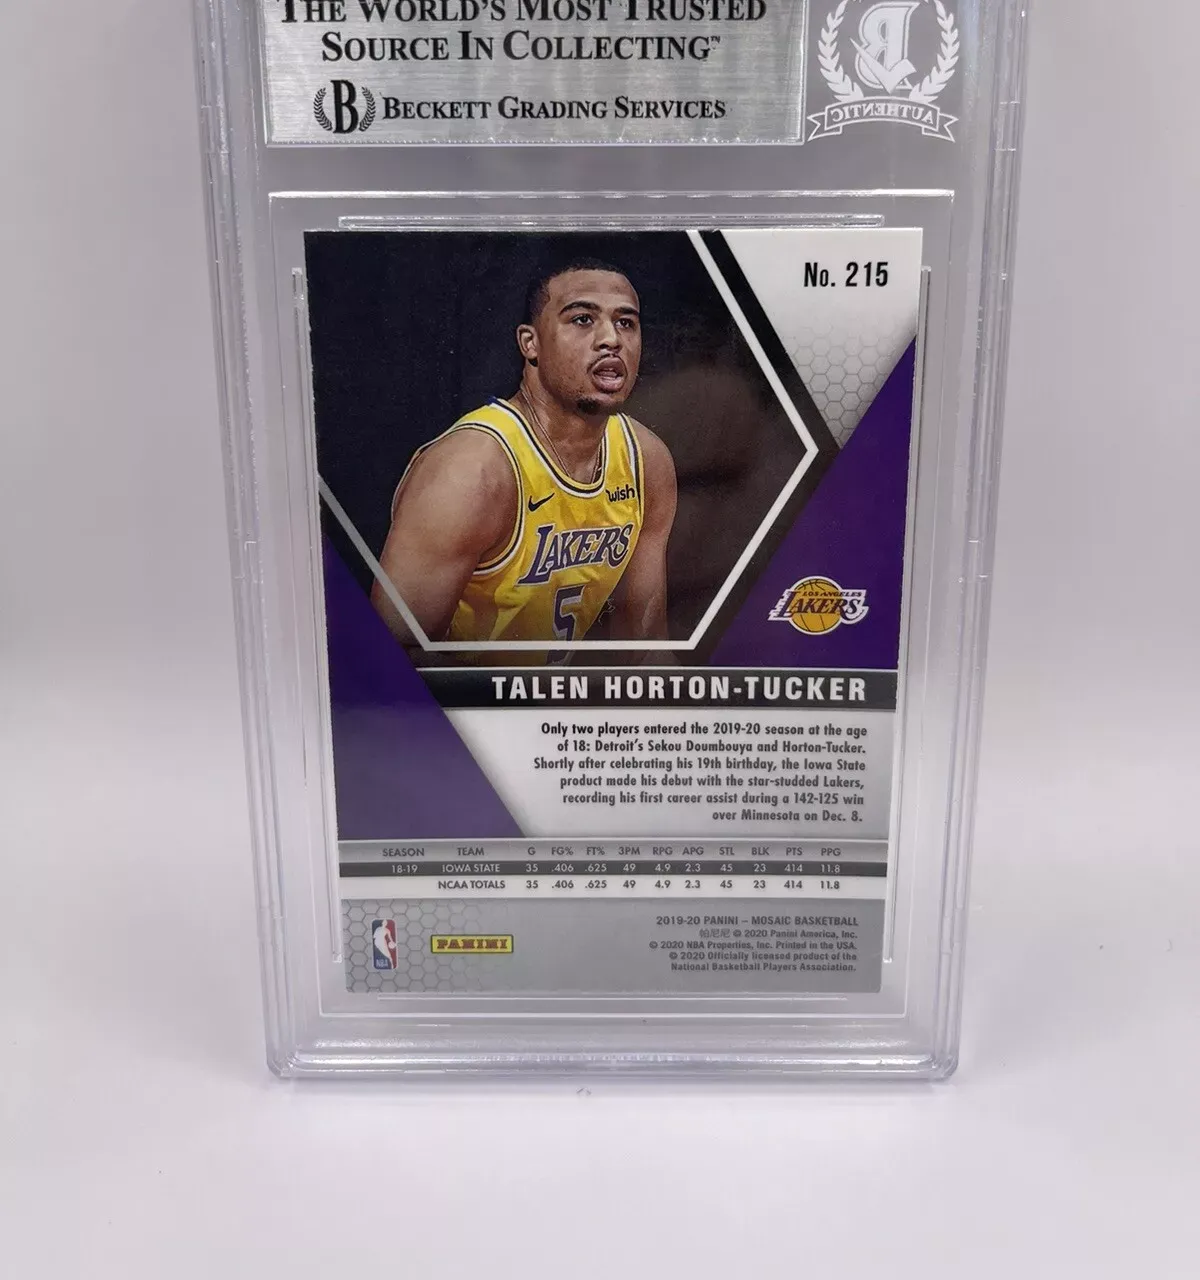 THE WORLD'S MOST TRUSTED
SOURCE IN COLLECTING™
B BECKETT GRADING SERVICES
B
AUTHENTIC
No. 215
wish
LAKERS
5
LOS ANGELES
LAKERS
TALEN HORTON-TUCKER
Only two players entered the 2019-20 season at the age
of 18: Detroit's Sekou Doumbouya and Horton-Tucker.
Shortly after celebrating his 19th birthday, the Iowa State
product made his debut with the star-studded Lakers,
recording his first career assist during a 142-125 win
over Minnesota on Dec. 8.
SEASON TEAM G FG% FT% 3PM RPG APG STL BLK PTS PPG
18-19 IOWA STATE 35 .406 .625 49 4.9 2.3 45 23 414 11.8
NCAA TOTALS 35 .406 .625 49 4.9 2.3 45 23 414 11.8
NBA
PANINI
2019-20 PANINI – MOSAIC BASKETBALL
帕尼尼 © 2020 Panini America, Inc.
© 2020 NBA Properties, Inc. Printed in the USA.
© 2020 Officially licensed product of the
National Basketball Players Association.